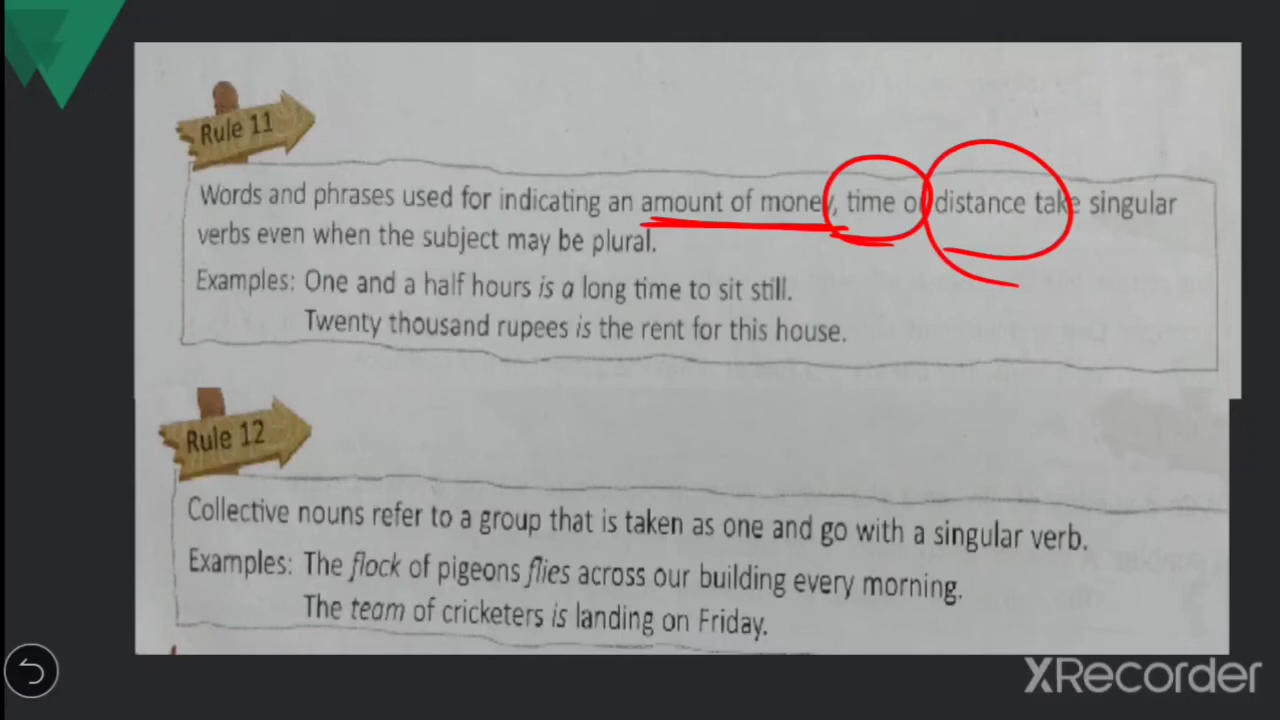 Rule 11
Words and phrases used for indicating an amount of money, time or distance take singular
verbs even when the subject may be plural.
Examples: One and a half hours is a long time to sit still.
Twenty thousand rupees is the rent for this house.
Rule 12
Collective nouns refer to a group that is taken as one and go with a singular verb.
Examples: The flock of pigeons flies across our building every morning.
The team of cricketers is landing on Friday.
XRecorder